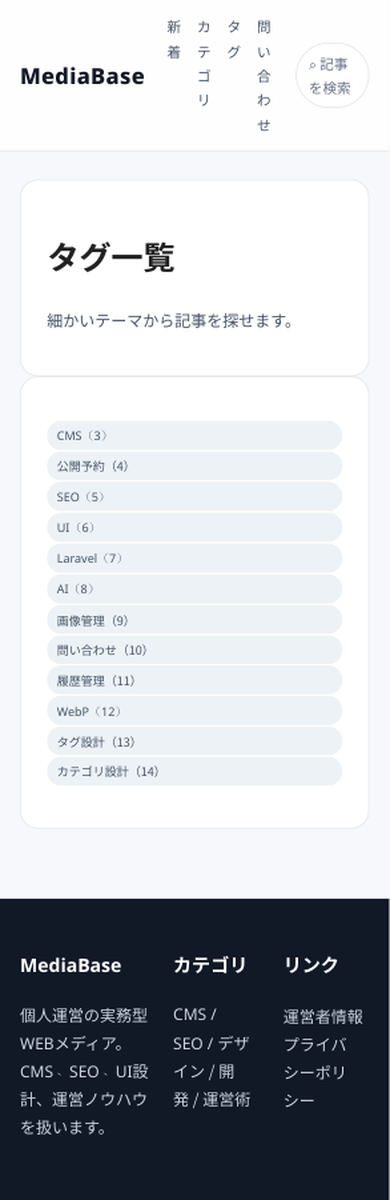 MediaBase
新着
カテゴリ
タグ
問い合わせ
⌕ 記事
を検索
タグ一覧
細かいテーマから記事を探せます。
CMS（3）
公開予約（4）
SEO（5）
UI（6）
Laravel（7）
AI（8）
画像管理（9）
問い合わせ（10）
履歴管理（11）
WebP（12）
タグ設計（13）
カテゴリ設計（14）
MediaBase
個人運営の実務型
WEBメディア。
CMS、SEO、UI設
計、運営ノウハウ
を扱います。
カテゴリ
CMS /
SEO / デザ
イン / 開
発 / 運営術
リンク
運営者情報
プライバ
シーポリ
シー